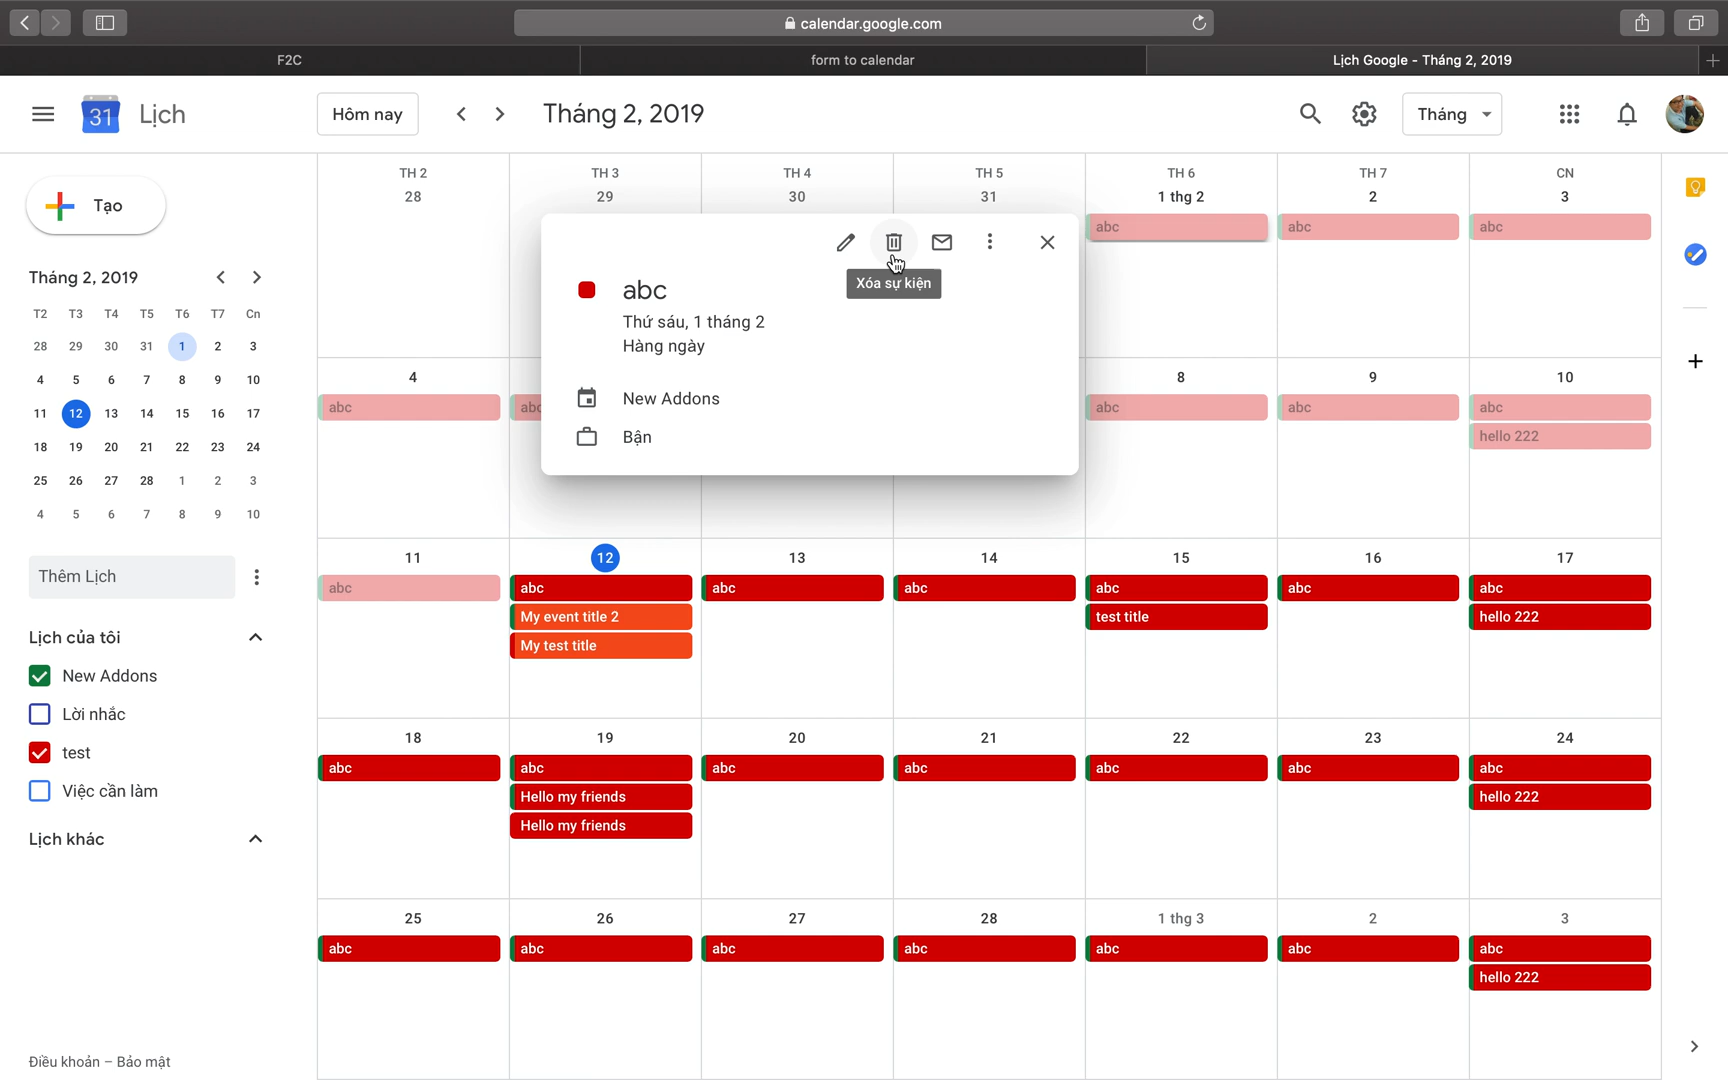 calendar.google.com
F2C
form to calendar
Lịch Google - Tháng 2, 2019
31
Lịch
Hôm nay
Tháng 2, 2019
Tháng
Tạo
Tháng 2, 2019
T2 T3 T4 T5 T6 T7 Cn
28 29 30 31 1 2 3
4 5 6 7 8 9 10
11 12 13 14 15 16 17
18 19 20 21 22 23 24
25 26 27 28 1 2 3
4 5 6 7 8 9 10
Thêm Lịch
Lịch của tôi
New Addons
Lời nhắc
test
Việc cần làm
Lịch khác
Điều khoản – Bảo mật
TH 2 TH 3 TH 4 TH 5 TH 6 TH 7 CN
28 29 30 31 1 thg 2 2 3
abc abc abc
Xóa sự kiện
abc
Thứ sáu, 1 tháng 2
Hàng ngày
New Addons
Bận
4 8 9 10
abc abc abc abc abc
hello 222
11 12 13 14 15 16 17
abc abc abc abc abc abc abc
My event title 2 test title hello 222
My test title
18 19 20 21 22 23 24
abc abc abc abc abc abc abc
Hello my friends hello 222
Hello my friends
25 26 27 28 1 thg 3 2 3
abc abc abc abc abc abc abc
hello 222